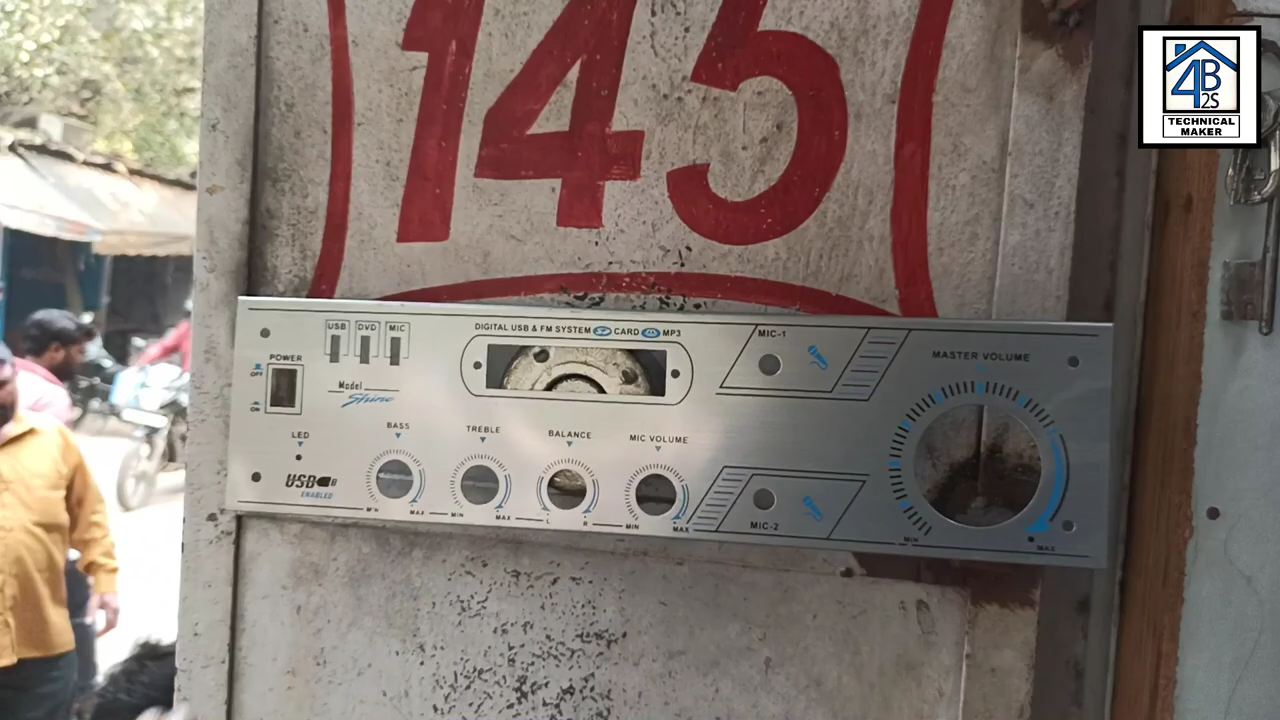 145
4B
2S
TECHNICAL
MAKER
USB DVD MIC
DIGITAL USB & FM SYSTEM SD CARD MP3
MIC-1
MASTER VOLUME
POWER
OFF
ON
Model
Shine
LED
BASS
TREBLE
BALANCE
MIC VOLUME
USB
ENABLED
MIN MAX
MIN MAX
L R
MIN MAX
MIC-2
MIN MAX